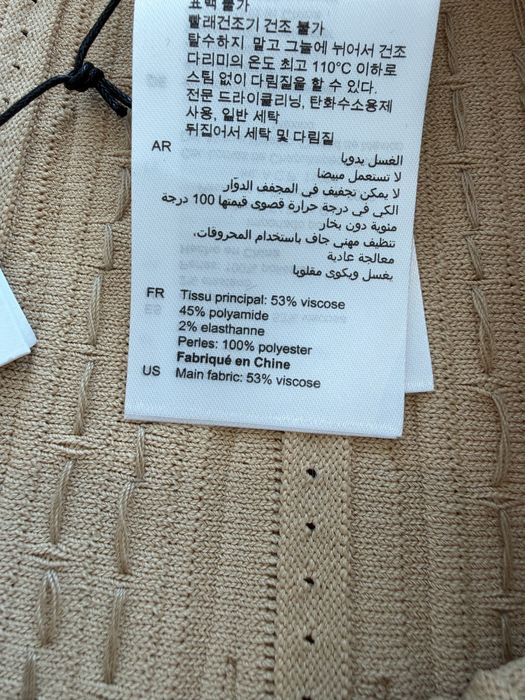 표백 불가
빨래건조기 건조 불가
탈수하지 말고 그늘에 뉘어서 건조
다리미의 온도 최고 110°C 이하로
스팀 없이 다림질을 할 수 있다.
전문 드라이클리닝, 탄화수소용제
사용, 일반 세탁
뒤집어서 세탁 및 다림질
AR
الغسل يدويا
لا تستعمل مبيضا
لا يمكن تجفيف في المجفف الدوّار
الكي في درجة حرارة قصوى قيمتها 100 درجة
مئوية دون بخار
تنظيف مهني جاف باستخدام المحروقات،
معالجة عادية
يغسل ويكوى مقلوبا
FR Tissu principal: 53% viscose
45% polyamide
2% elasthanne
Perles: 100% polyester
Fabriqué en Chine
US Main fabric: 53% viscose